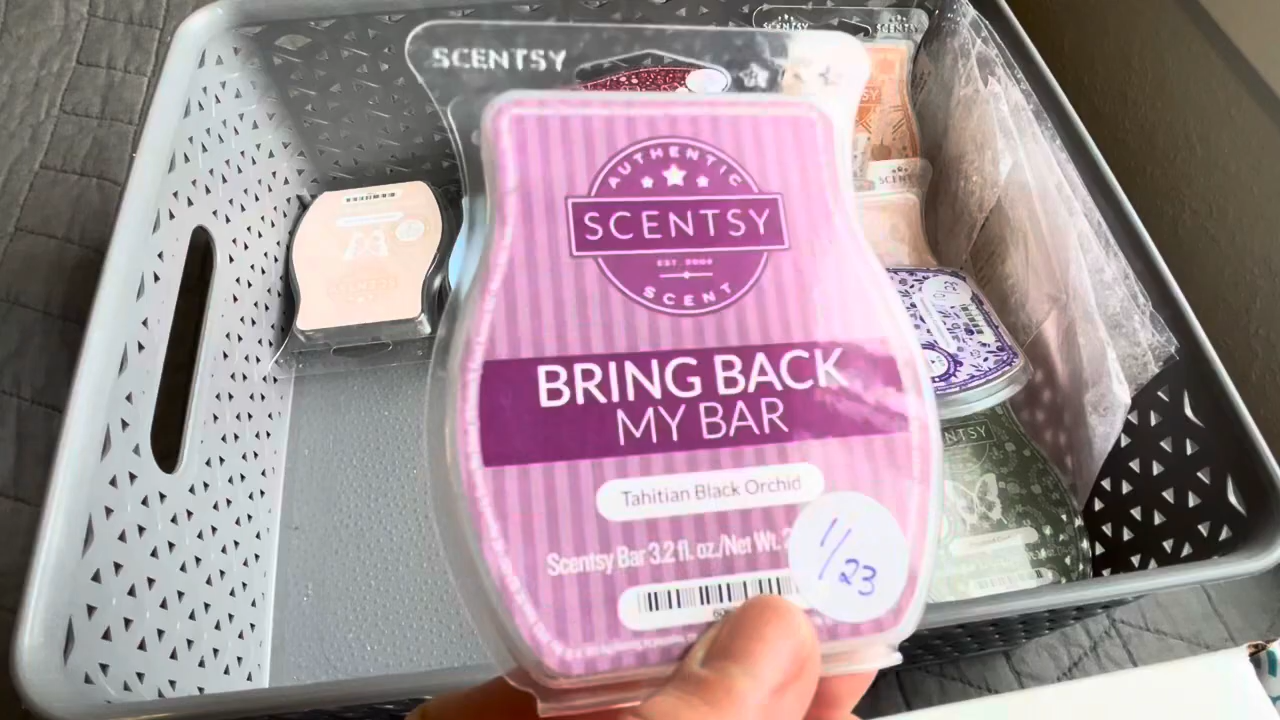 SCENTSY
AUTHENTIC
SCENTSY
EST. 2004
SCENT
BRING BACK
MY BAR
Tahitian Black Orchid
Scentsy Bar 3.2 fl. oz./Net Wt.
1/23